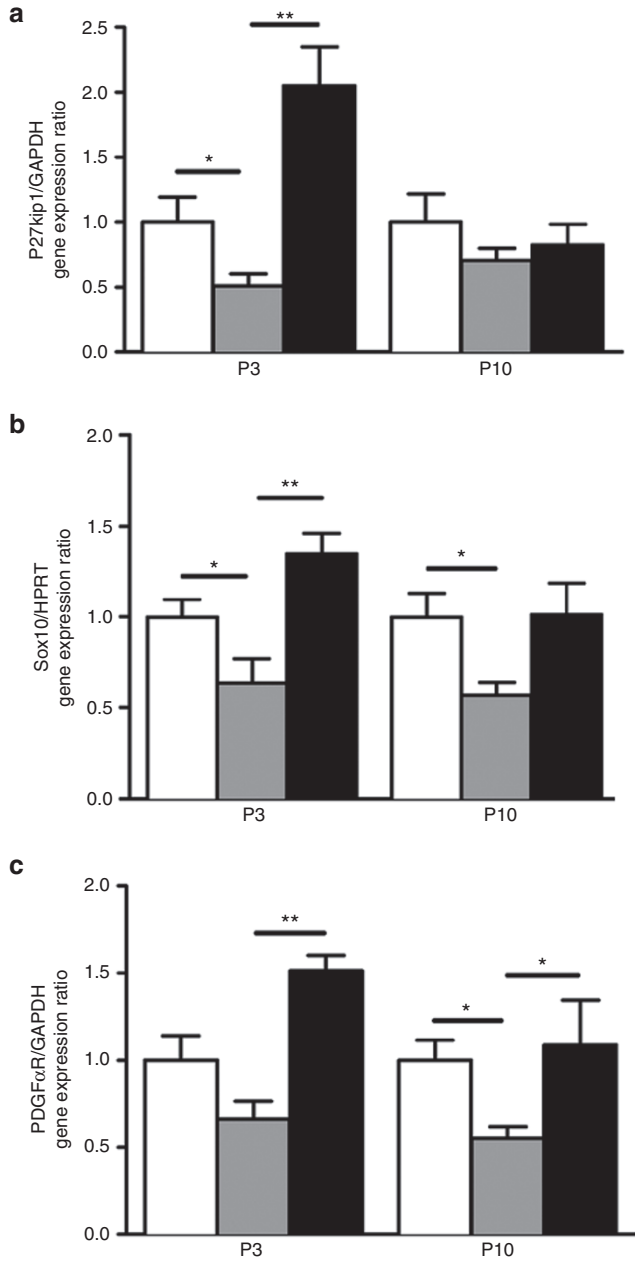 a
P27kip1/GAPDH
gene expression ratio
2.5
2.0
1.5
1.0
0.5
0.0
*
**
P3
P10
b
Sox10/HPRT
gene expression ratio
2.0
1.5
1.0
0.5
0.0
*
**
*
P3
P10
c
PDGFαR/GAPDH
gene expression ratio
2.0
1.5
1.0
0.5
0.0
**
*
*
P3
P10